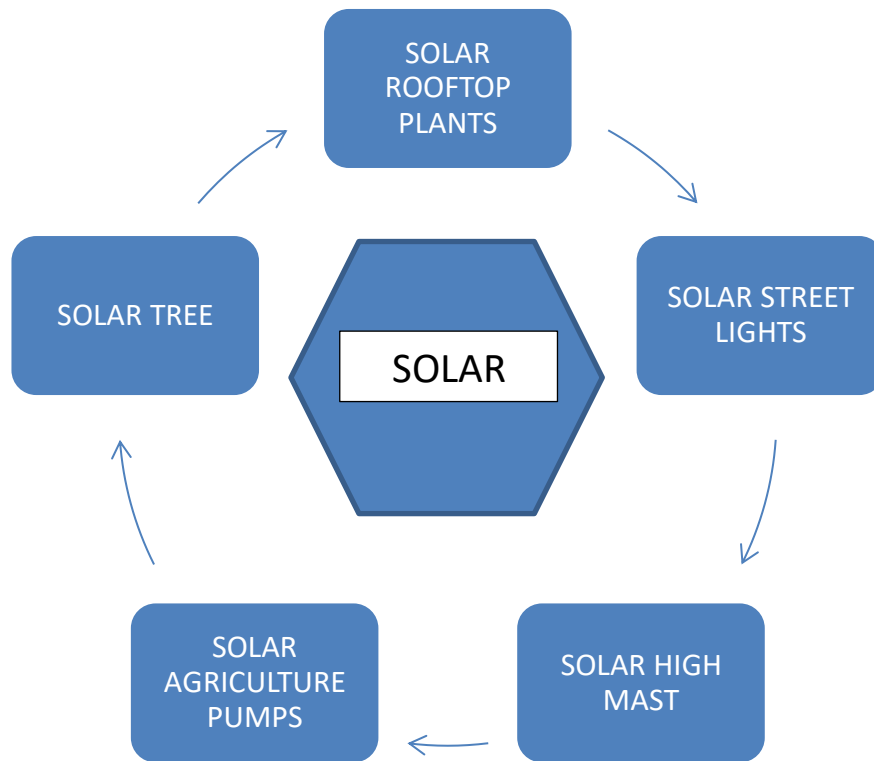 SOLAR
ROOFTOP
PLANTS
SOLAR STREET
LIGHTS
SOLAR HIGH
MAST
SOLAR
AGRICULTURE
PUMPS
SOLAR TREE
SOLAR